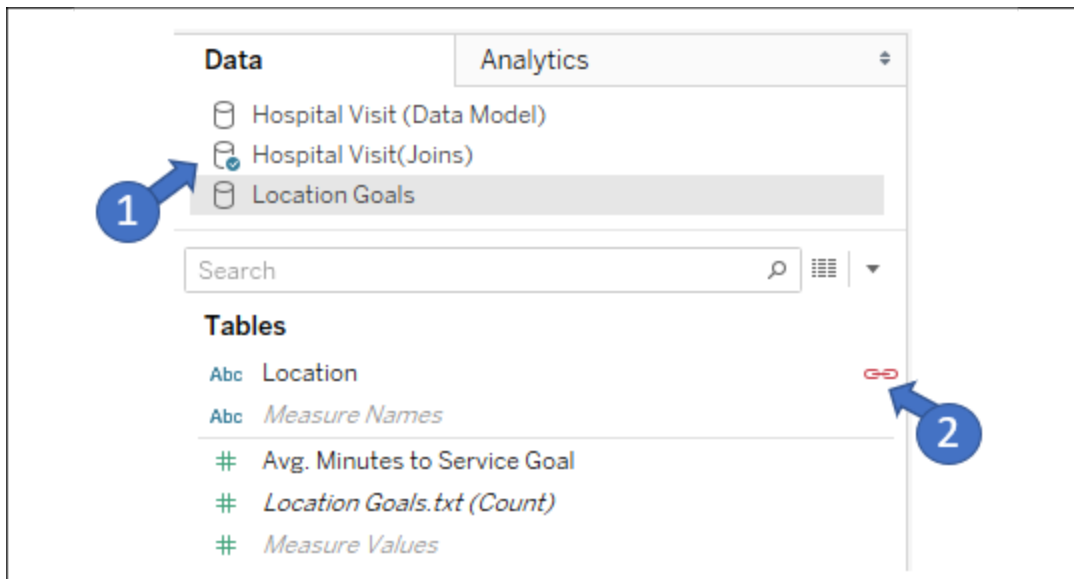 Data Analytics
Hospital Visit (Data Model)
Hospital Visit(Joins)
1
Location Goals
Search
Tables
Abc Location
Abc Measure Names
2
# Avg. Minutes to Service Goal
# Location Goals.txt (Count)
# Measure Values